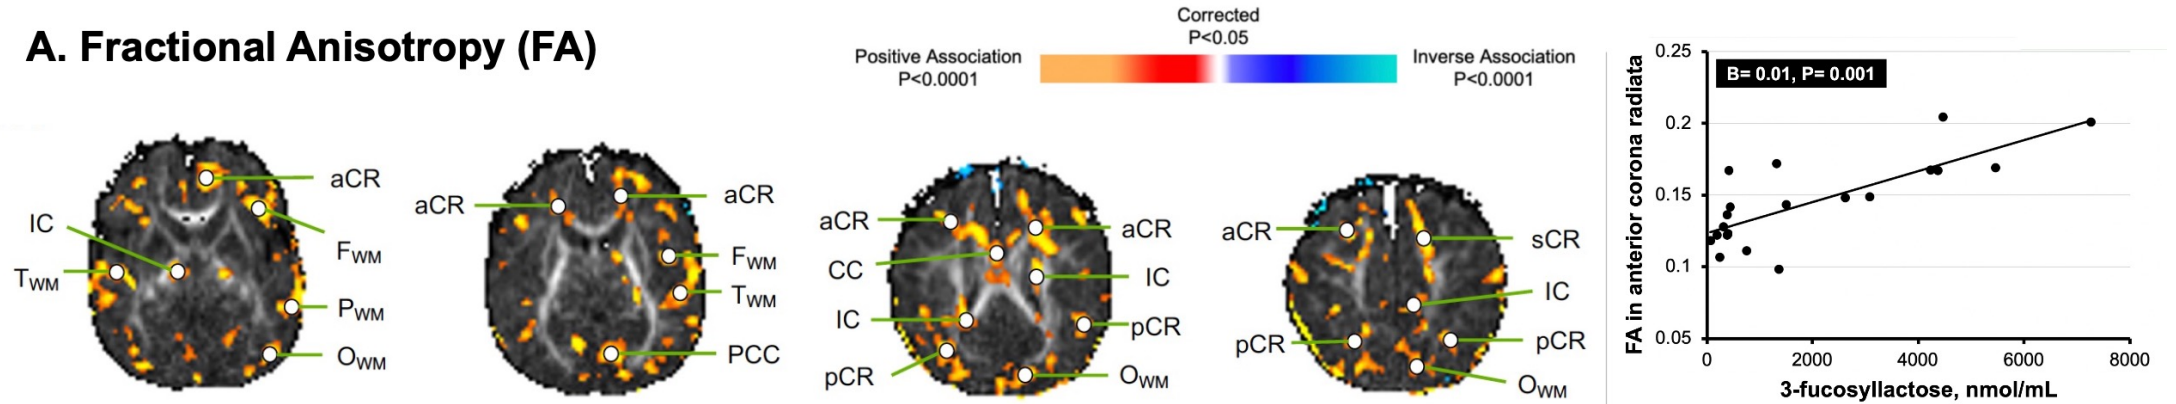 A. Fractional Anisotropy (FA)
Corrected
P<0.05
Positive Association
P<0.0001
Inverse Association
P<0.0001
aCR
IC
FWM
TWM
PWM
OWM
aCR
aCR
FWM
TWM
PCC
aCR
aCR
CC
IC
IC
pCR
pCR
OWM
aCR
sCR
IC
pCR
pCR
OWM
B= 0.01, P= 0.001
FA in anterior corona radiata
0.25
0.2
0.15
0.1
0.05
0 2000 4000 6000 8000
3-fucosyllactose, nmol/mL